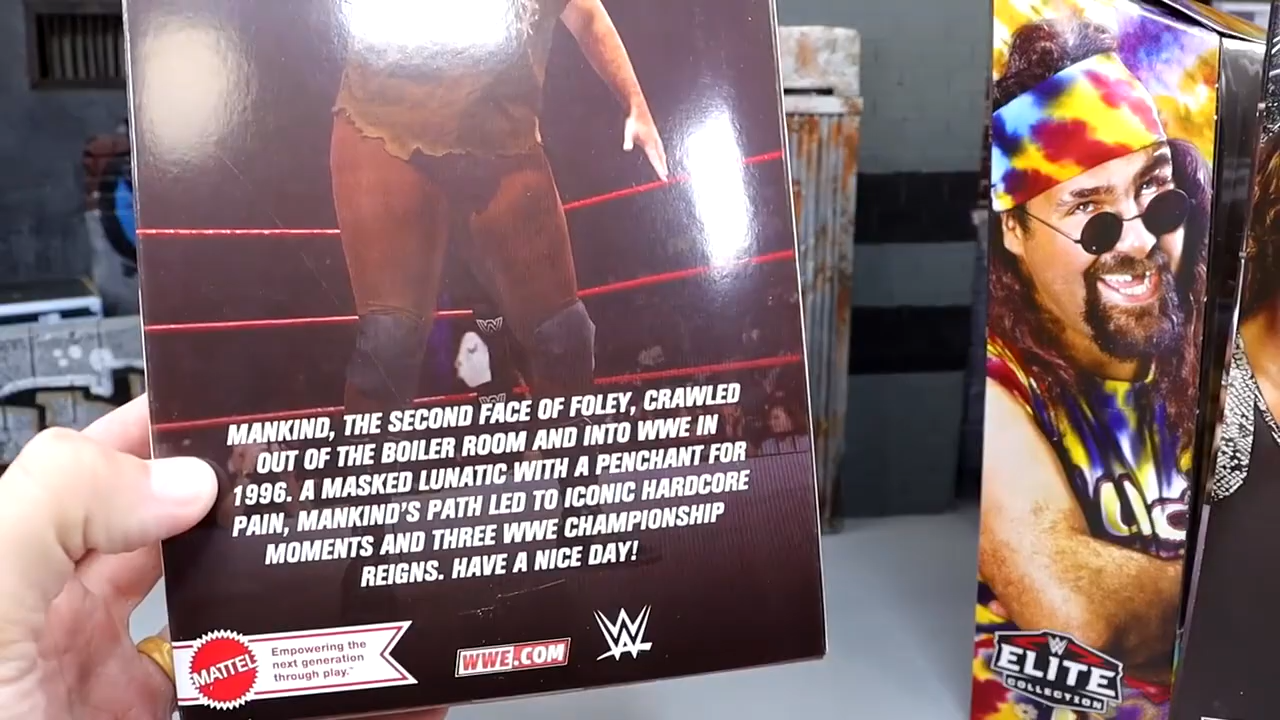 MANKIND, THE SECOND FACE OF FOLEY, CRAWLED
OUT OF THE BOILER ROOM AND INTO WWE IN
1996. A MASKED LUNATIC WITH A PENCHANT FOR
PAIN, MANKIND'S PATH LED TO ICONIC HARDCORE
MOMENTS AND THREE WWE CHAMPIONSHIP
REIGNS. HAVE A NICE DAY!
MATTEL
Empowering the
next generation
through play.™
WWE.COM
W
W
ELITE
COLLECTION